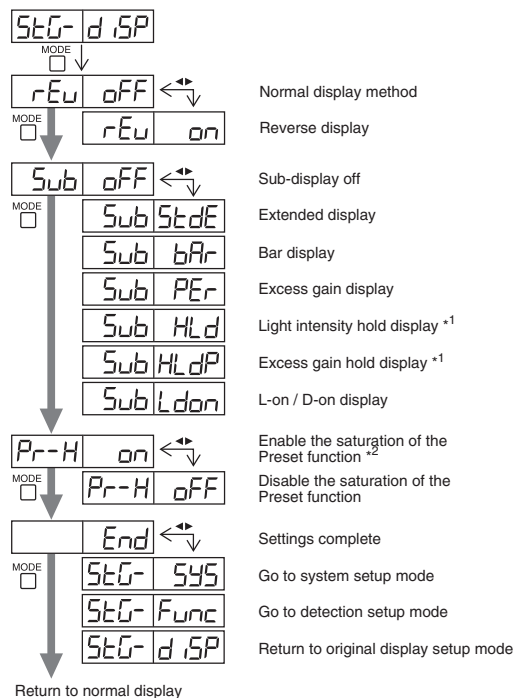 StG- diSP
MODE
rEv oFF Normal display method
MODE
rEv on Reverse display
Sub oFF Sub-display off
MODE
Sub StdE Extended display
Sub bAr Bar display
Sub PEr Excess gain display
Sub HLd Light intensity hold display *1
Sub HLdP Excess gain hold display *1
Sub Ldon L-on / D-on display
Pr-H on Enable the saturation of the
Preset function *2
MODE
Pr-H oFF Disable the saturation of the
Preset function
End Settings complete
MODE
StG- SYS Go to system setup mode
StG- Func Go to detection setup mode
StG- diSP Return to original display setup mode
Return to normal display